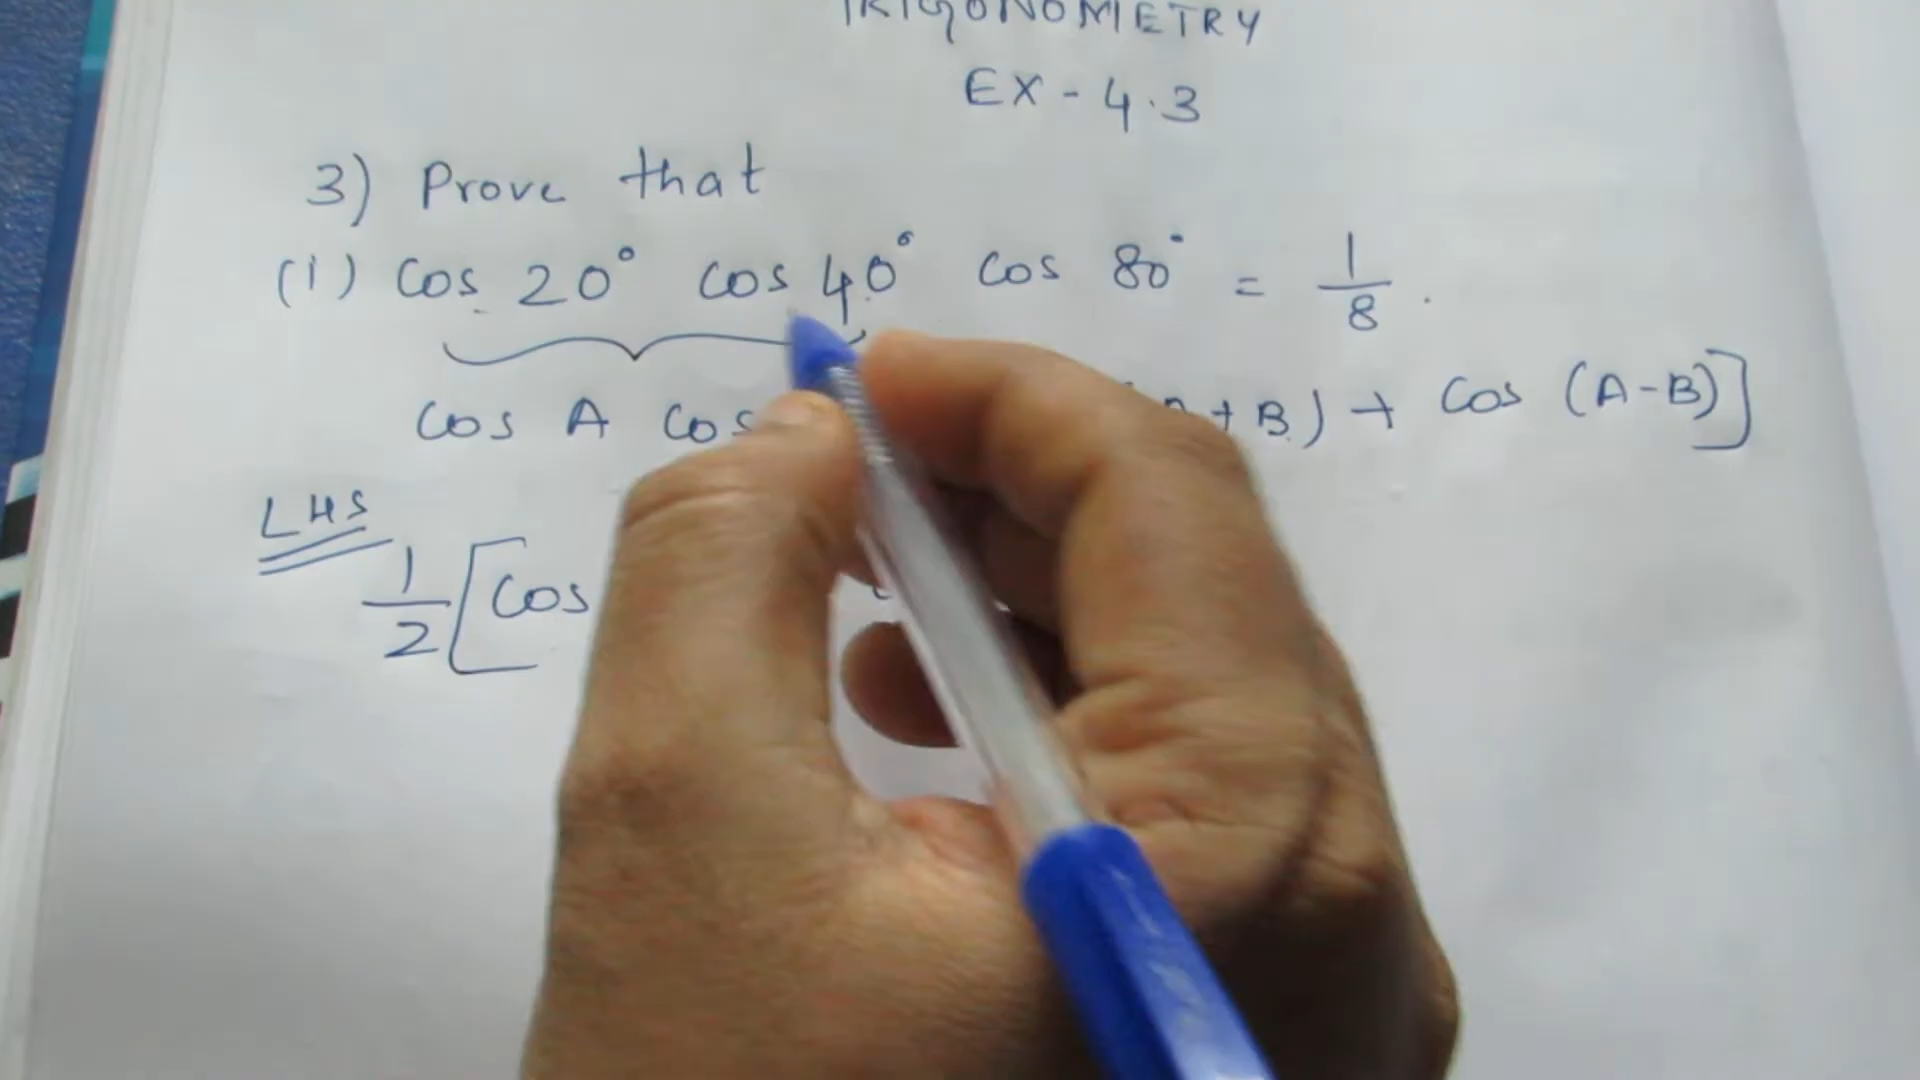 TRIGONOMETRY
EX - 4.3
3) Prove that
(i) Cos 20° cos 40° cos 80° = 1/8.
cos A cos + B) + Cos (A-B)]
LHS
1/2 [Cos